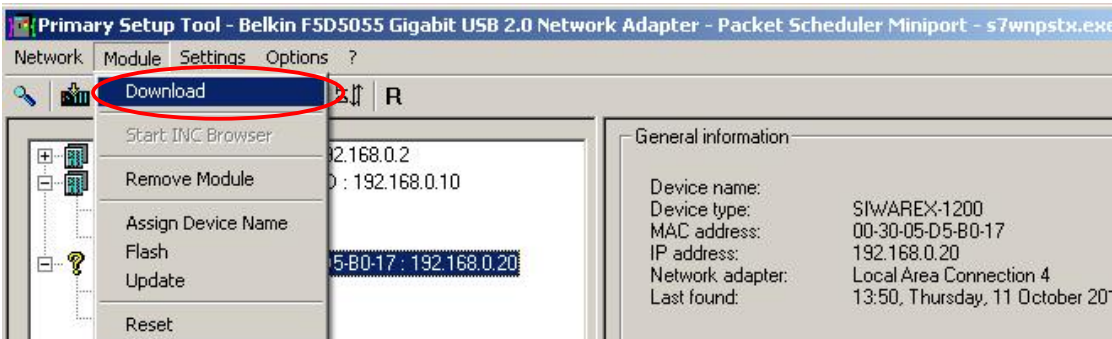 Primary Setup Tool - Belkin F5D5055 Gigabit USB 2.0 Network Adapter - Packet Scheduler Miniport - s7wnpstx.exe
Network Module Settings Options ?
R
Download
Start INC Browser
Remove Module
Assign Device Name
Flash
Update
Reset
92.168.0.2
: 192.168.0.10
5-B0-17 : 192.168.0.20
General information
Device name:
Device type: SIWAREX-1200
MAC address: 00-30-05-D5-B0-17
IP address: 192.168.0.20
Network adapter: Local Area Connection 4
Last found: 13:50, Thursday, 11 October 20